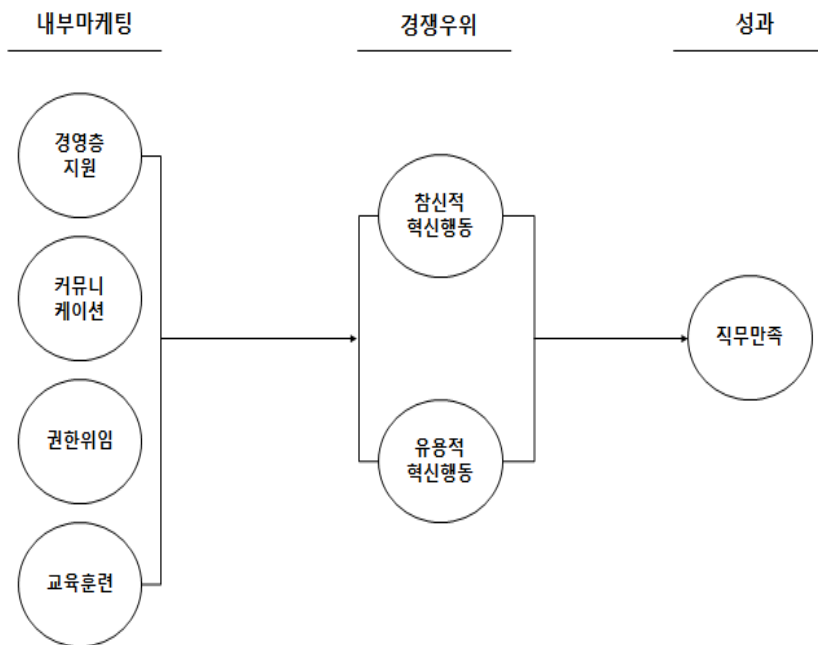 내부마케팅
경쟁우위
성과
경영층
지원
커뮤니
케이션
권한위임
교육훈련
참신적
혁신행동
유용적
혁신행동
직무만족